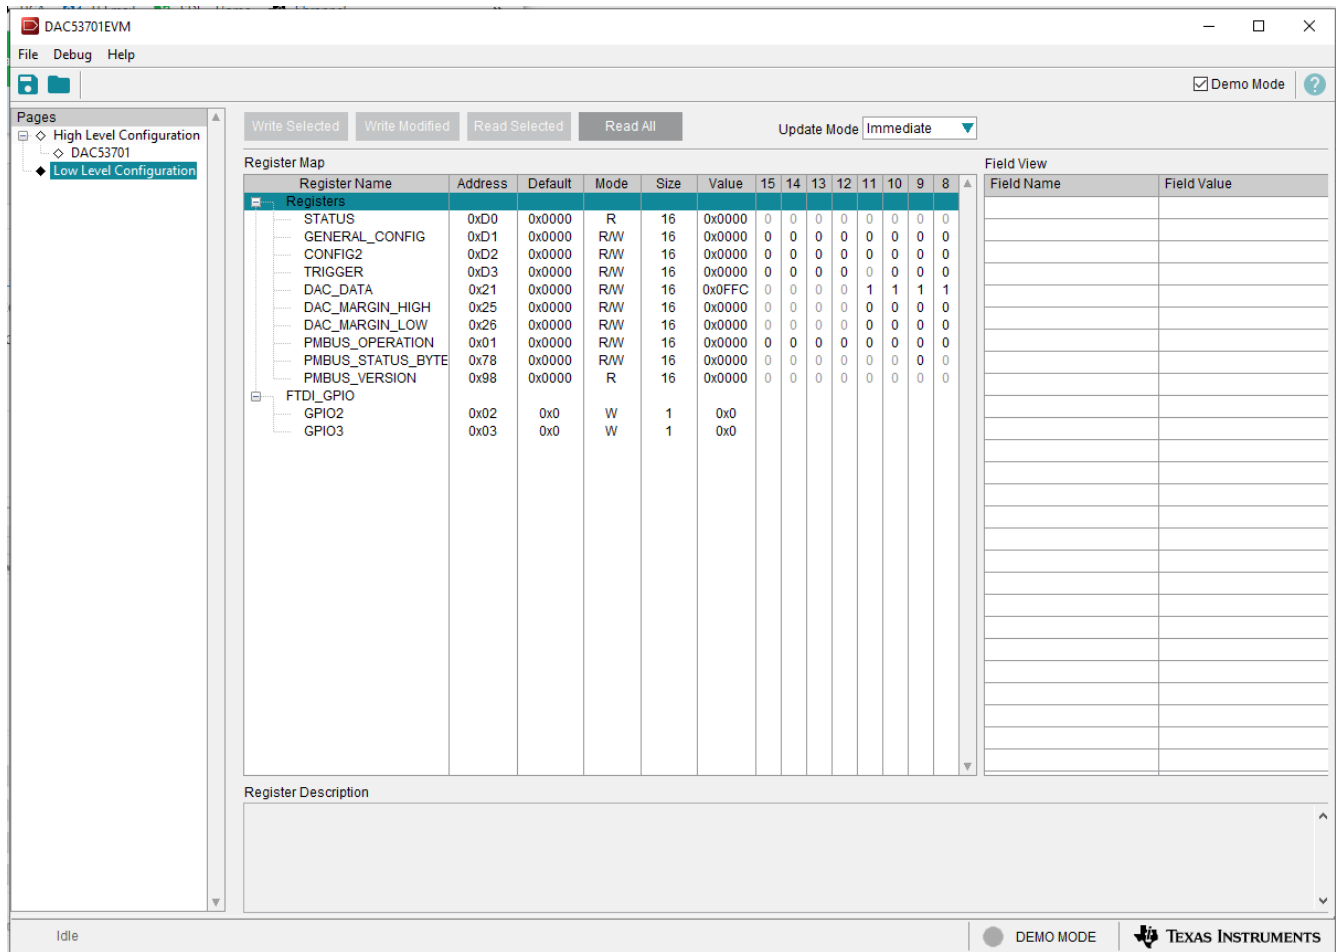 DAC53701EVM
File Debug Help
Demo Mode
Pages
High Level Configuration
DAC53701
Low Level Configuration
Write Selected Write Modified Read Selected Read All Update Mode Immediate
Register Map
Register Name Address Default Mode Size Value 15 14 13 12 11 10 9 8
Registers
STATUS 0xD0 0x0000 R 16 0x0000 0 0 0 0 0 0 0 0
GENERAL_CONFIG 0xD1 0x0000 R/W 16 0x0000 0 0 0 0 0 0 0 0
CONFIG2 0xD2 0x0000 R/W 16 0x0000 0 0 0 0 0 0 0 0
TRIGGER 0xD3 0x0000 R/W 16 0x0000 0 0 0 0 0 0 0 0
DAC_DATA 0x21 0x0000 R/W 16 0x0FFC 0 0 0 0 1 1 1 1
DAC_MARGIN_HIGH 0x25 0x0000 R/W 16 0x0000 0 0 0 0 0 0 0 0
DAC_MARGIN_LOW 0x26 0x0000 R/W 16 0x0000 0 0 0 0 0 0 0 0
PMBUS_OPERATION 0x01 0x0000 R/W 16 0x0000 0 0 0 0 0 0 0 0
PMBUS_STATUS_BYTE 0x78 0x0000 R/W 16 0x0000 0 0 0 0 0 0 0 0
PMBUS_VERSION 0x98 0x0000 R 16 0x0000 0 0 0 0 0 0 0 0
FTDI_GPIO
GPIO2 0x02 0x0 W 1 0x0
GPIO3 0x03 0x0 W 1 0x0
Field View
Field Name Field Value
Register Description
Idle
DEMO MODE
TEXAS INSTRUMENTS